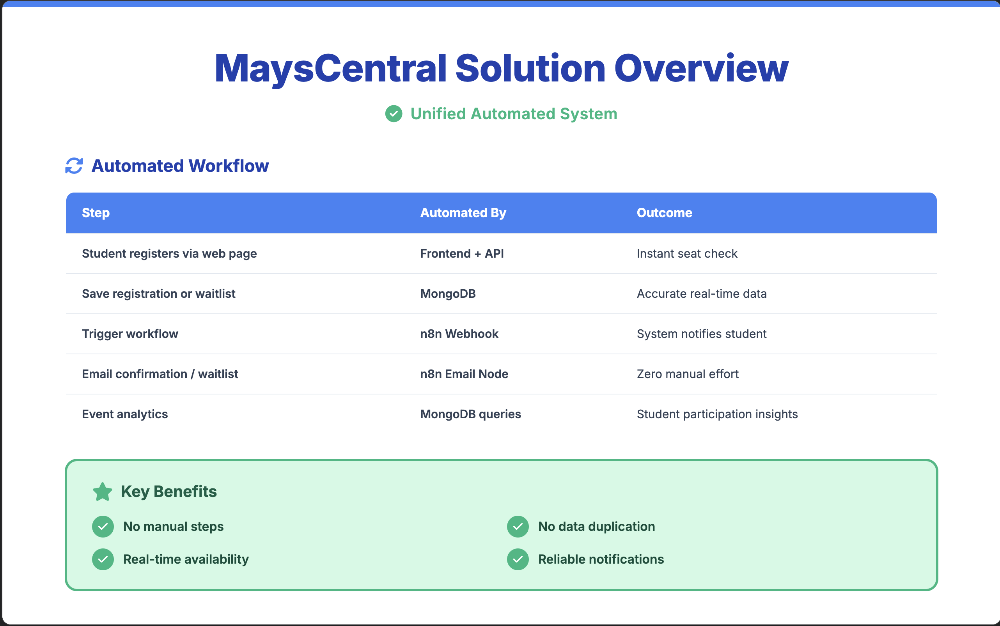 MaysCentral Solution Overview
Unified Automated System
Automated Workflow
Step Automated By Outcome
Student registers via web page Frontend + API Instant seat check
Save registration or waitlist MongoDB Accurate real-time data
Trigger workflow n8n Webhook System notifies student
Email confirmation / waitlist n8n Email Node Zero manual effort
Event analytics MongoDB queries Student participation insights
Key Benefits
No manual steps No data duplication
Real-time availability Reliable notifications